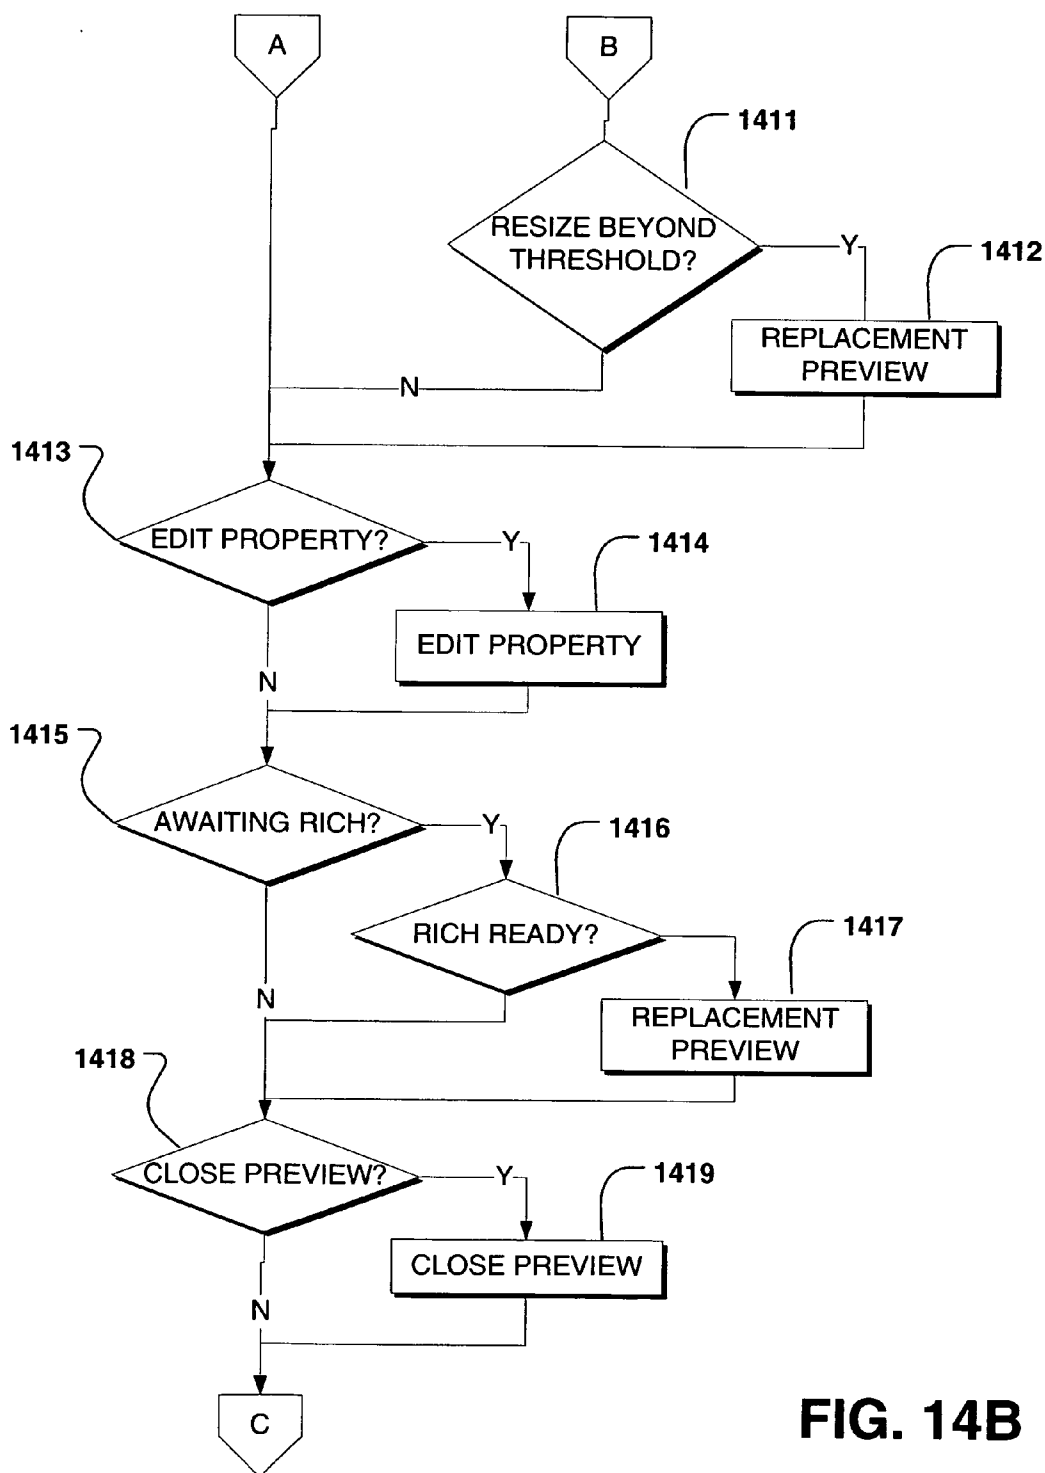 A
B
1411
RESIZE BEYOND
THRESHOLD?
Y
1412
REPLACEMENT
PREVIEW
N
1413
EDIT PROPERTY?
Y
1414
EDIT PROPERTY
N
1415
AWAITING RICH?
Y
1416
RICH READY?
1417
N
REPLACEMENT
PREVIEW
1418
CLOSE PREVIEW?
Y
1419
CLOSE PREVIEW
N
C
FIG. 14B